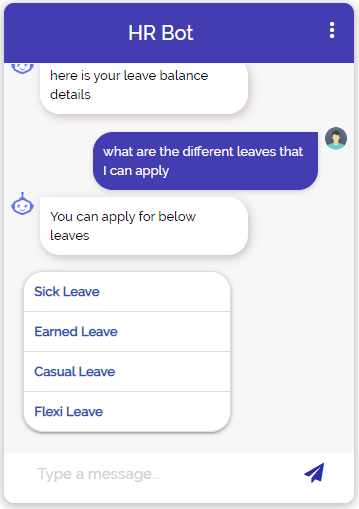 HR Bot
here is your leave balance
details
what are the different leaves that
I can apply
You can apply for below
leaves
Sick Leave
Earned Leave
Casual Leave
Flexi Leave
Type a message...